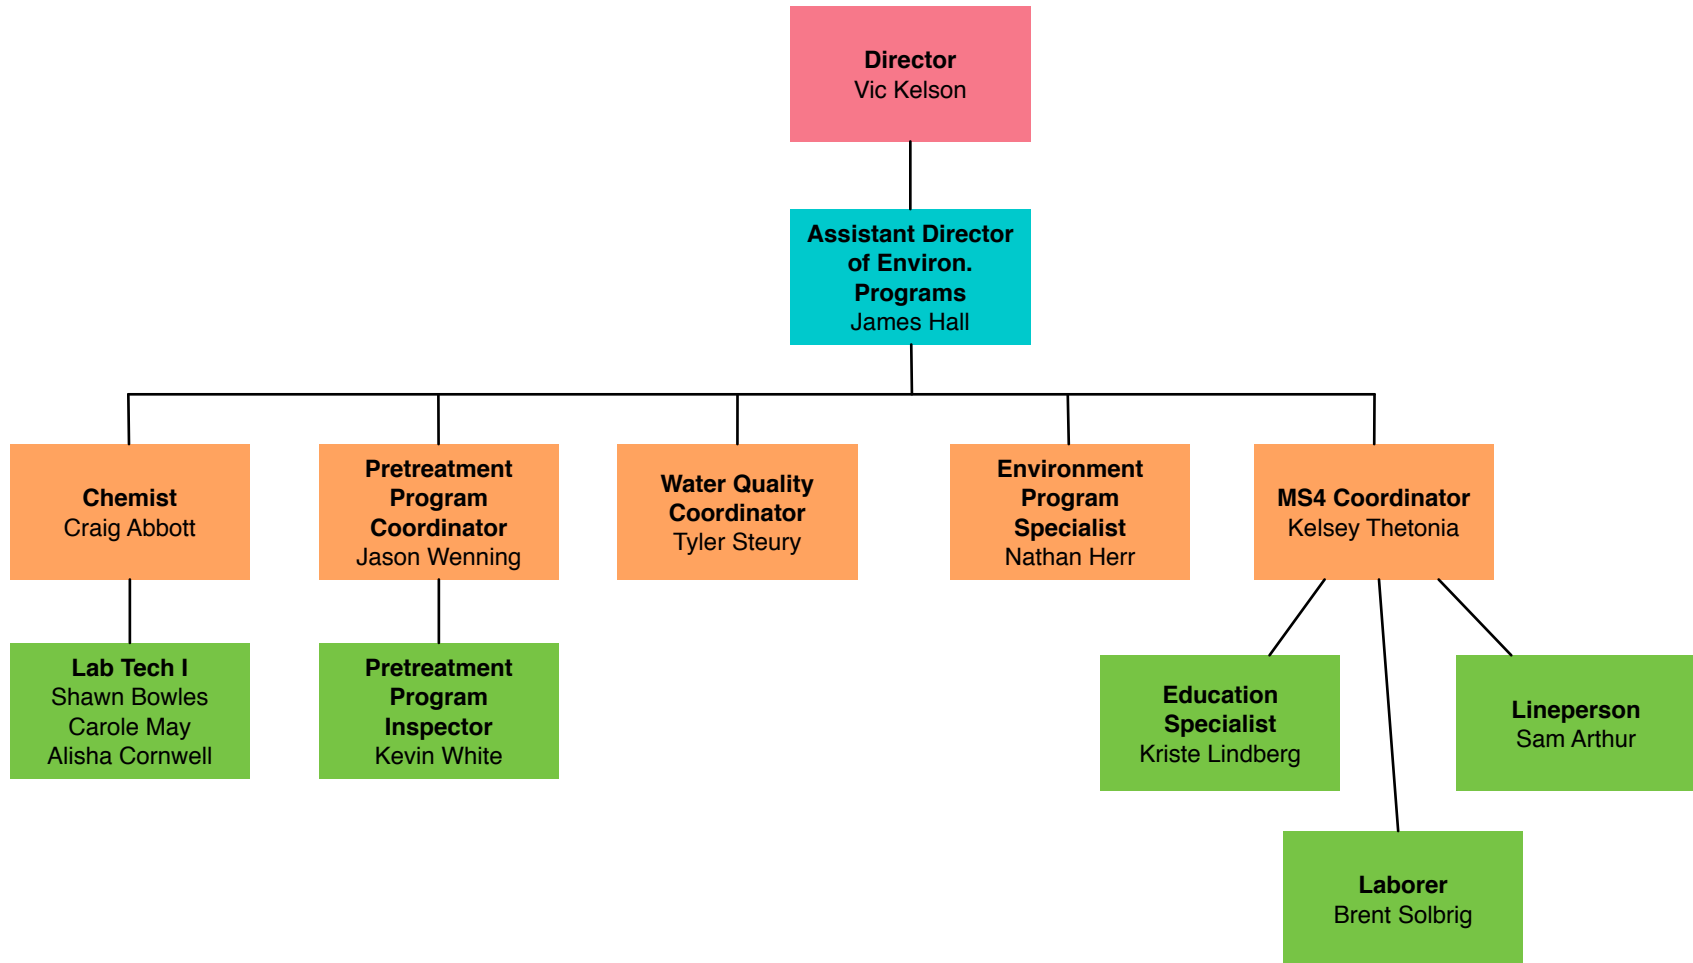 Director
Vic Kelson
Assistant Director
of Environ.
Programs
James Hall
Chemist
Craig Abbott
Pretreatment
Program
Coordinator
Jason Wenning
Water Quality
Coordinator
Tyler Steury
Environment
Program
Specialist
Nathan Herr
MS4 Coordinator
Kelsey Thetonia
Lab Tech I
Shawn Bowles
Carole May
Alisha Cornwell
Pretreatment
Program
Inspector
Kevin White
Education
Specialist
Kriste Lindberg
Lineperson
Sam Arthur
Laborer
Brent Solbrig